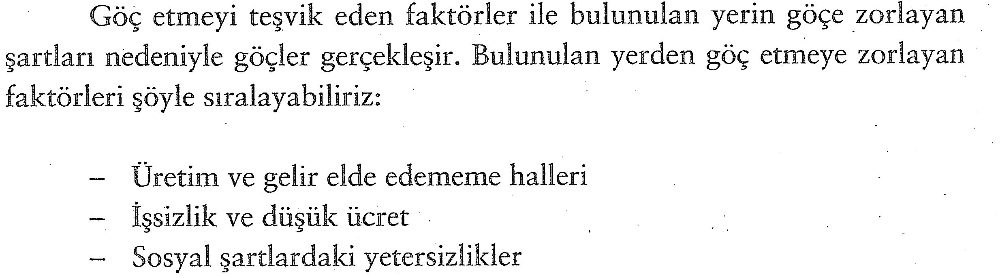 Göç etmeyi teşvik eden faktörler ile bulunulan yerin göçe zorlayan
şartları nedeniyle göçler gerçekleşir. Bulunulan yerden göç etmeye zorlayan
faktörleri şöyle sıralayabiliriz:
– Üretim ve gelir elde edememe halleri
– İşsizlik ve düşük ücret
– Sosyal şartlardaki yetersizlikler